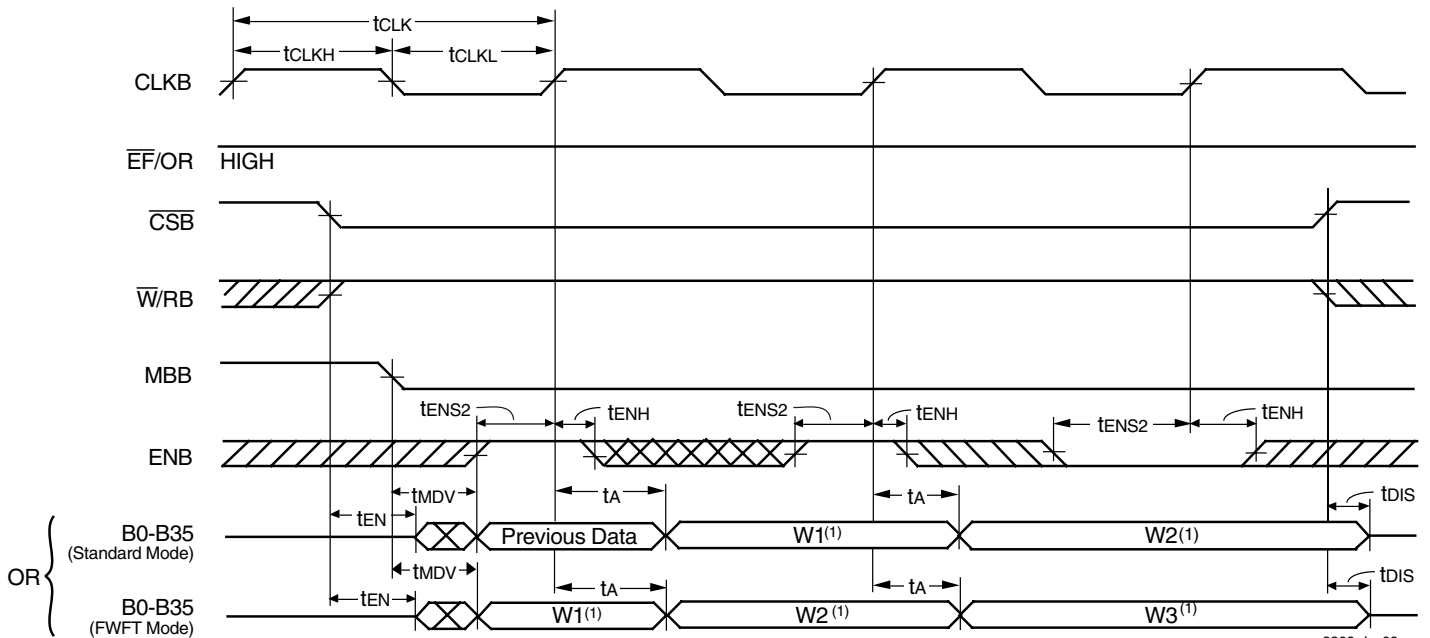 tCLK
tCLKH
tCLKL
CLKB
EF/OR HIGH
CSB
W/RB
MBB
tENS2 tENH tENS2 tENH tENS2 tENH
ENB
tMDV tA tA tDIS
tEN
B0-B35 Previous Data W1(1) W2(1)
(Standard Mode)
OR
tMDV tA tA tDIS
tEN
B0-B35 W1(1) W2(1) W3(1)
(FWFT Mode)